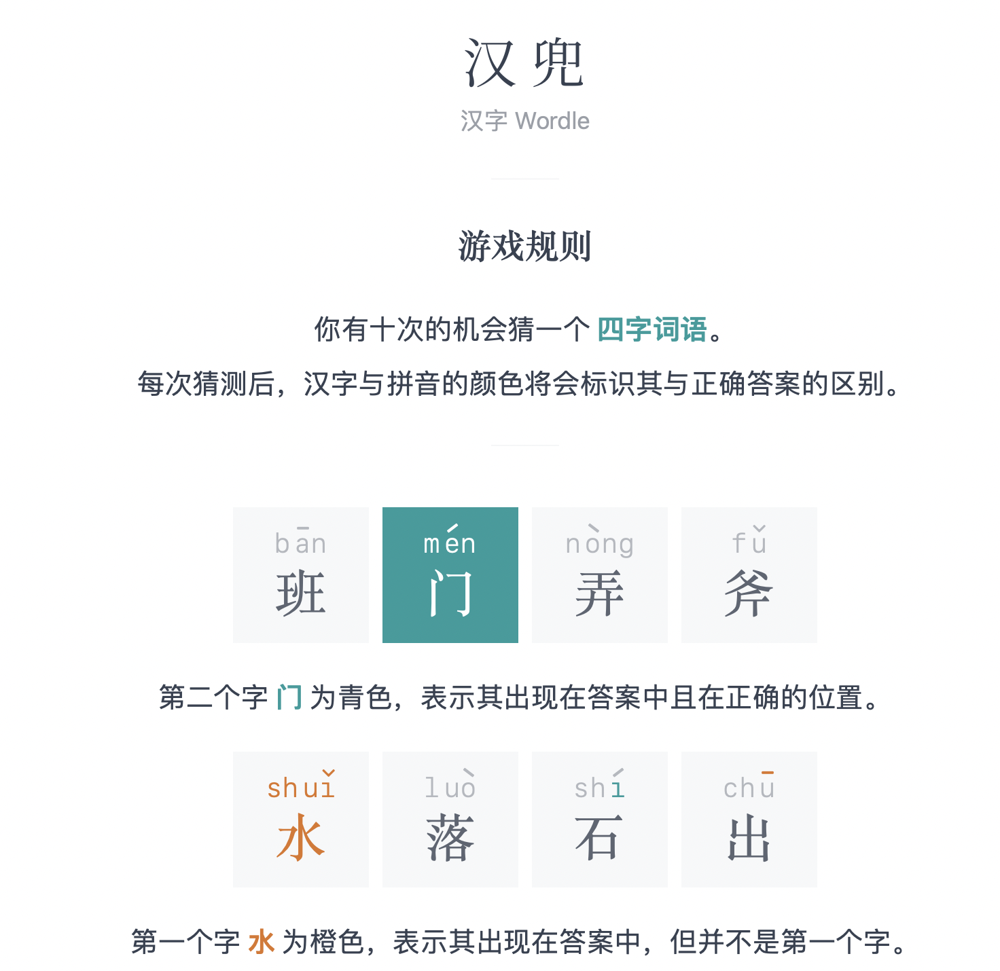 汉兜
汉字 Wordle
游戏规则
你有十次的机会猜一个 四字词语。
每次猜测后，汉字与拼音的颜色将会标识其与正确答案的区别。
bān mén nòng fǔ
班 门 弄 斧
第二个字 门 为青色，表示其出现在答案中且在正确的位置。
shuǐ luò shí chū
水 落 石 出
第一个字 水 为橙色，表示其出现在答案中，但并不是第一个字。